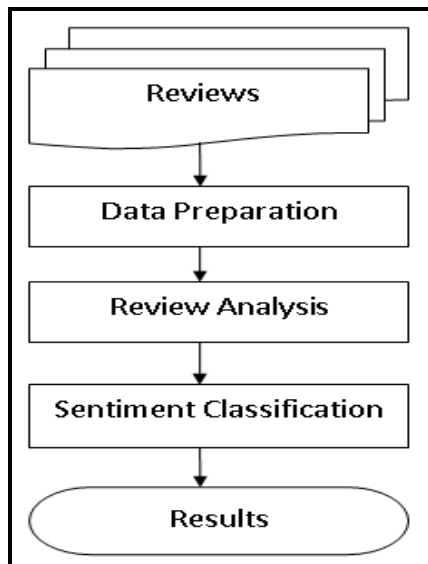 Reviews
Data Preparation
Review Analysis
Sentiment Classification
Results